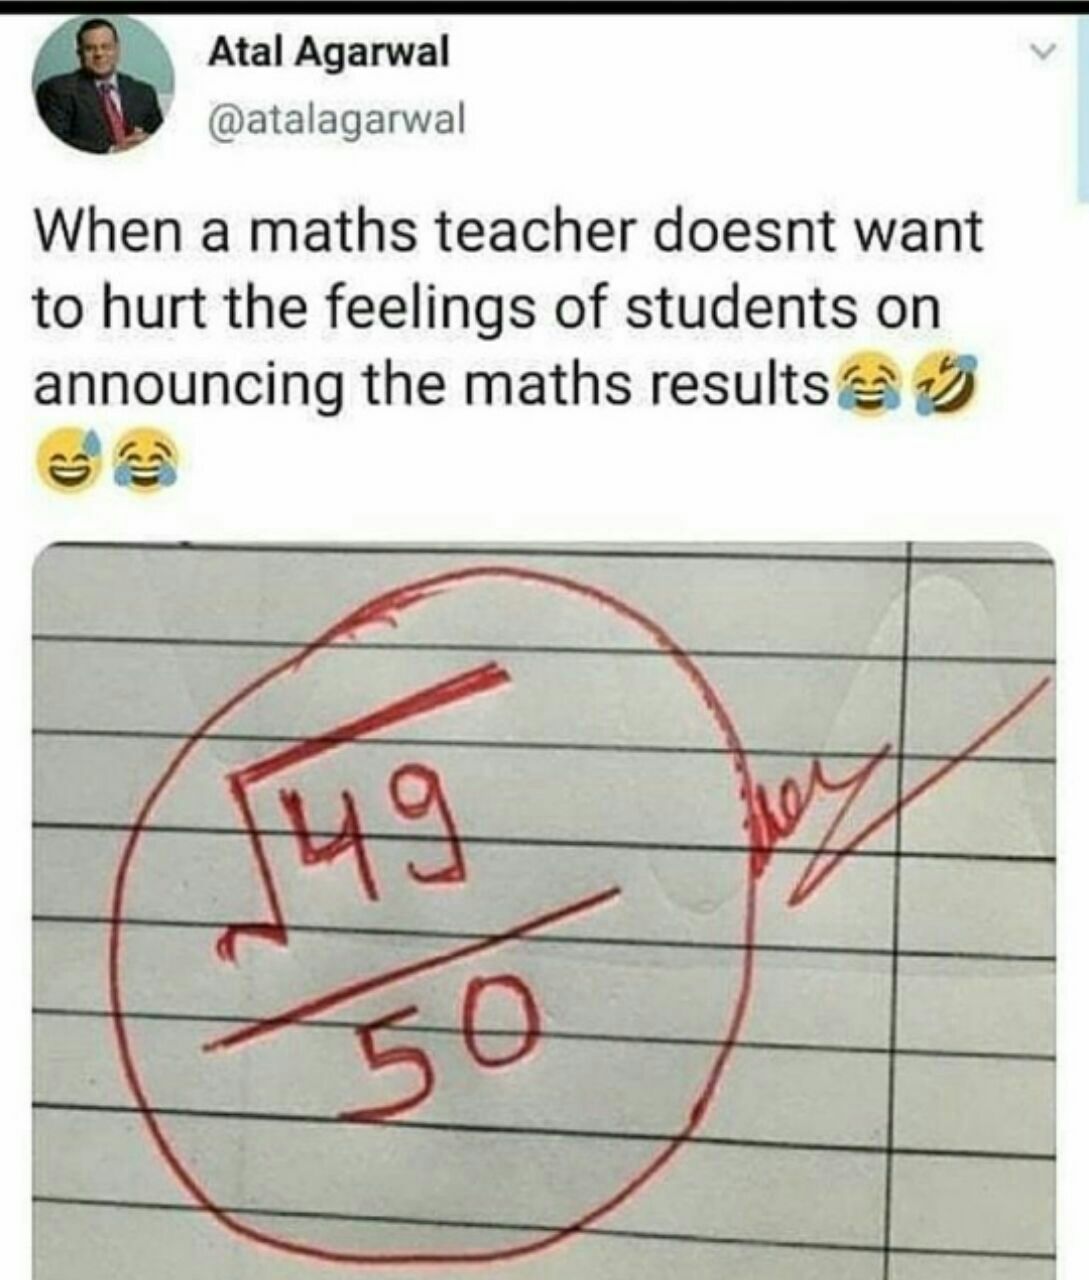 Atal Agarwal
@atalagarwal
When a maths teacher doesnt want
to hurt the feelings of students on
announcing the maths results😂🤣
😅😂
√49
50